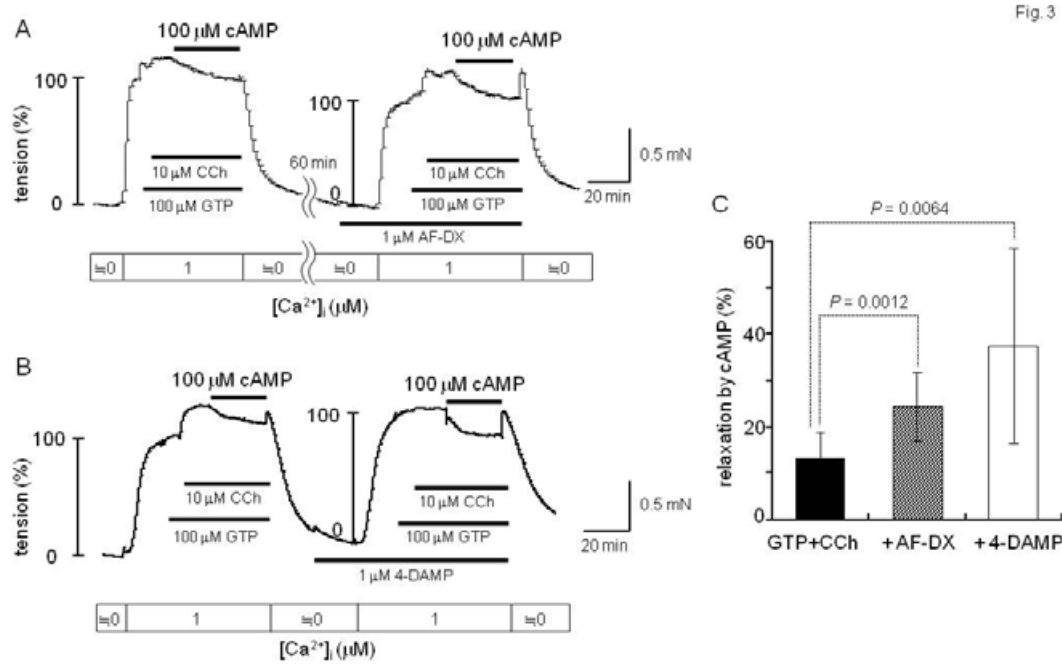 Fig. 3
A
100 μM cAMP
100 μM cAMP
100
100
tension (%)
0.5 mN
10 μM CCh
60 min
10 μM CCh
20 min
100 μM GTP
0
100 μM GTP
0
1 μM AF-DX
≒0 1 ≒0 ≒0 1 ≒0
[Ca²⁺]ᵢ (μM)
B
100 μM cAMP
100 μM cAMP
100
100
tension (%)
10 μM CCh
10 μM CCh
0.5 mN
100 μM GTP
0
100 μM GTP
20 min
0
1 μM 4-DAMP
≒0 1 ≒0 1 ≒0
[Ca²⁺]ᵢ (μM)
C
P = 0.0064
60
P = 0.0012
40
relaxation by cAMP (%)
20
0
GTP+CCh +AF-DX +4-DAMP